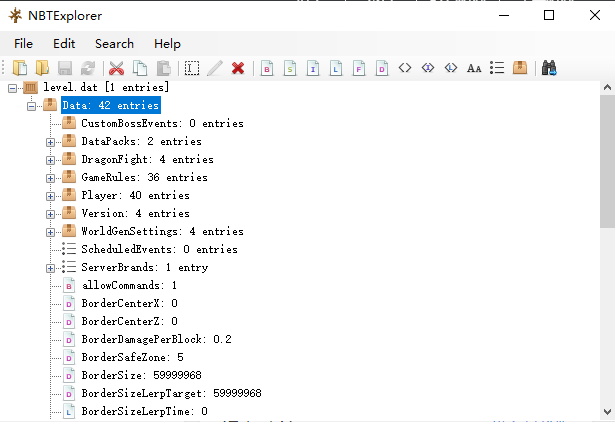 NBTExplorer
File Edit Search Help
B S I L F D <> <I> <L> AA
level.dat [1 entries]
Data: 42 entries
CustomBossEvents: 0 entries
DataPacks: 2 entries
DragonFight: 4 entries
GameRules: 36 entries
Player: 40 entries
Version: 4 entries
WorldGenSettings: 4 entries
ScheduledEvents: 0 entries
ServerBrands: 1 entry
B allowCommands: 1
D BorderCenterX: 0
D BorderCenterZ: 0
D BorderDamagePerBlock: 0.2
D BorderSafeZone: 5
D BorderSize: 59999968
D BorderSizeLerpTarget: 59999968
L BorderSizeLerpTime: 0